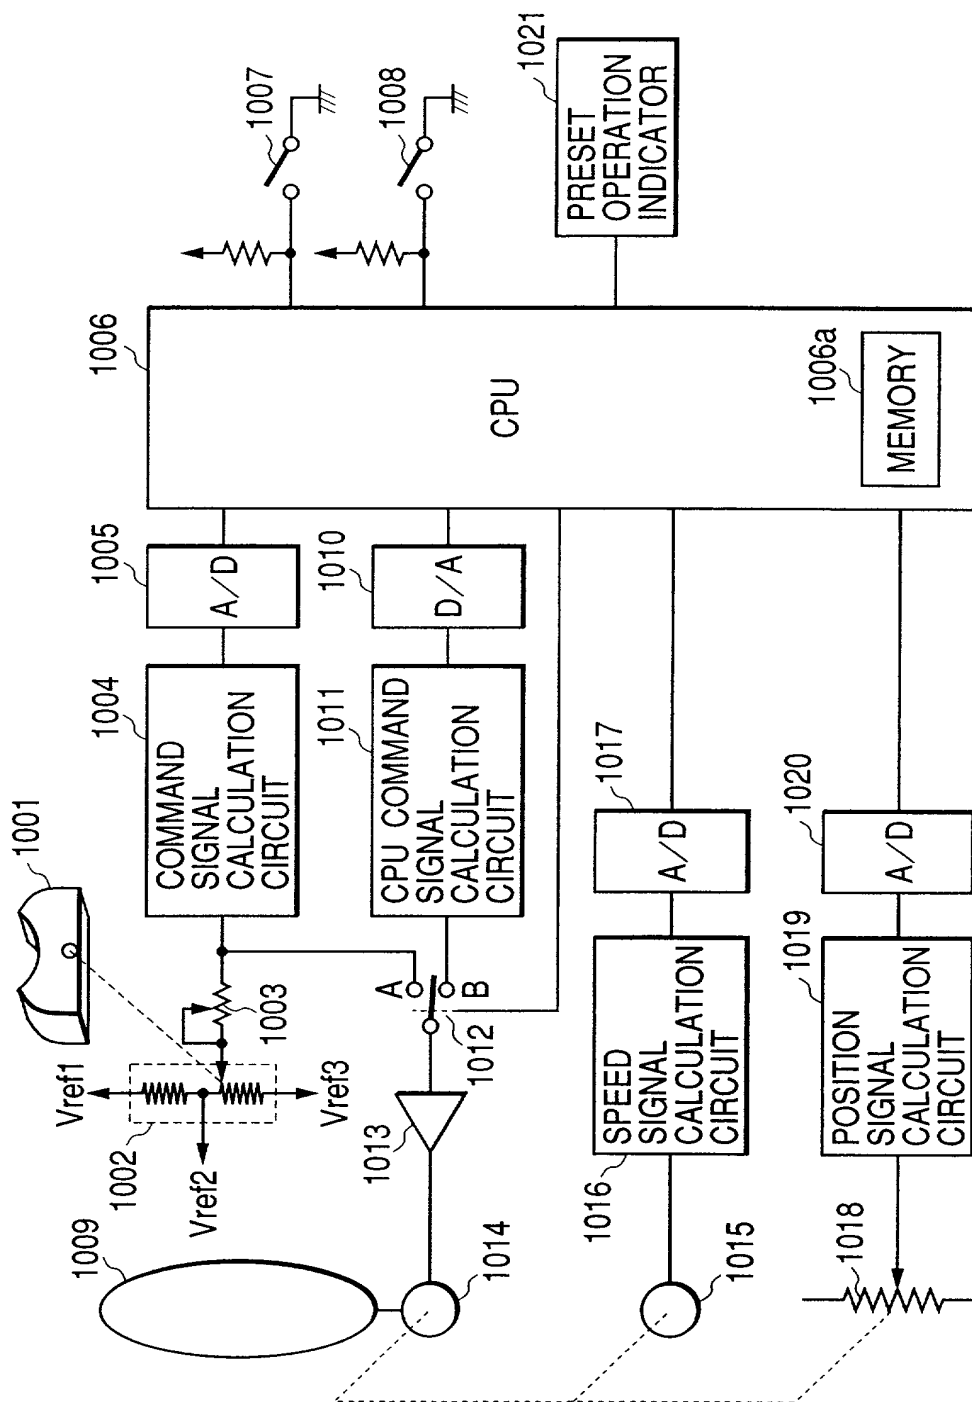 1001
Vref1
1002
Vref2
Vref3
1003
1004
COMMAND
SIGNAL
CALCULATION
CIRCUIT
1005
A/D
1006
CPU
1006a
MEMORY
1007
1008
1009
1010
D/A
1011
CPU COMMAND
SIGNAL
CALCULATION
CIRCUIT
A
B
1012
1013
1014
1015
1016
SPEED
SIGNAL
CALCULATION
CIRCUIT
1017
A/D
1018
1019
POSITION
SIGNAL
CALCULATION
CIRCUIT
1020
A/D
1021
PRESET
OPERATION
INDICATOR